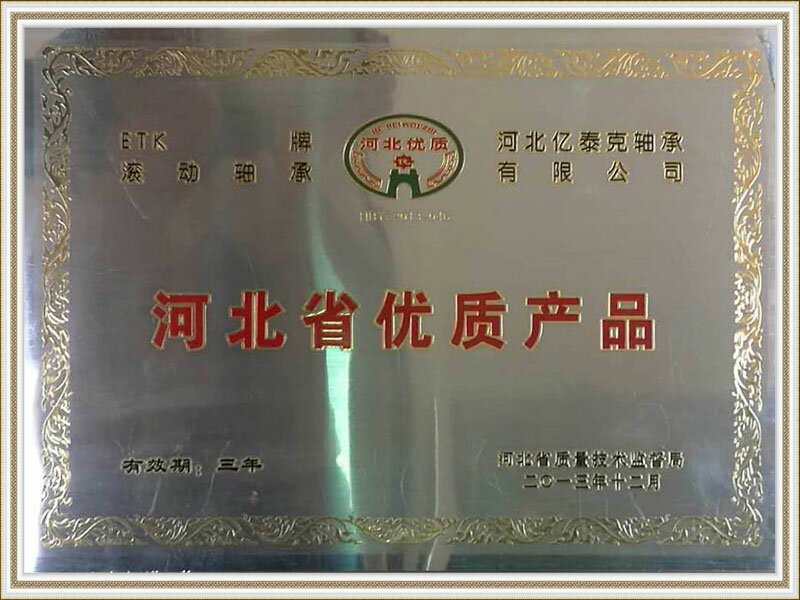 ETK 牌
滚动轴承
河北优质
河北亿泰克轴承
有限公司
河北省优质产品
有效期：三年
河北省质量技术监督局
二〇一三年十二月